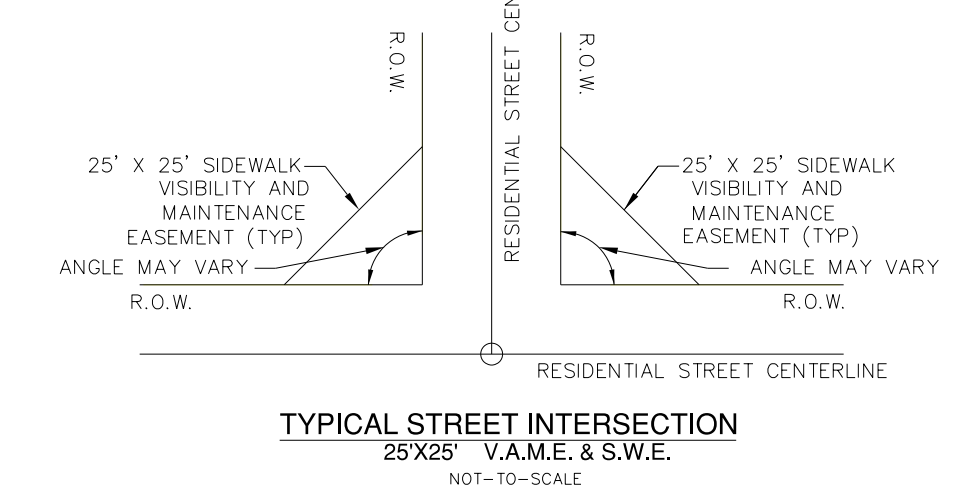 R.O.W.
RESIDENTIAL STREET CEN
R.O.W.
25' X 25' SIDEWALK
VISIBILITY AND
MAINTENANCE
EASEMENT (TYP)
ANGLE MAY VARY
R.O.W.
25' X 25' SIDEWALK
VISIBILITY AND
MAINTENANCE
EASEMENT (TYP)
ANGLE MAY VARY
R.O.W.
RESIDENTIAL STREET CENTERLINE
TYPICAL STREET INTERSECTION
25'X25' V.A.M.E. & S.W.E.
NOT-TO-SCALE